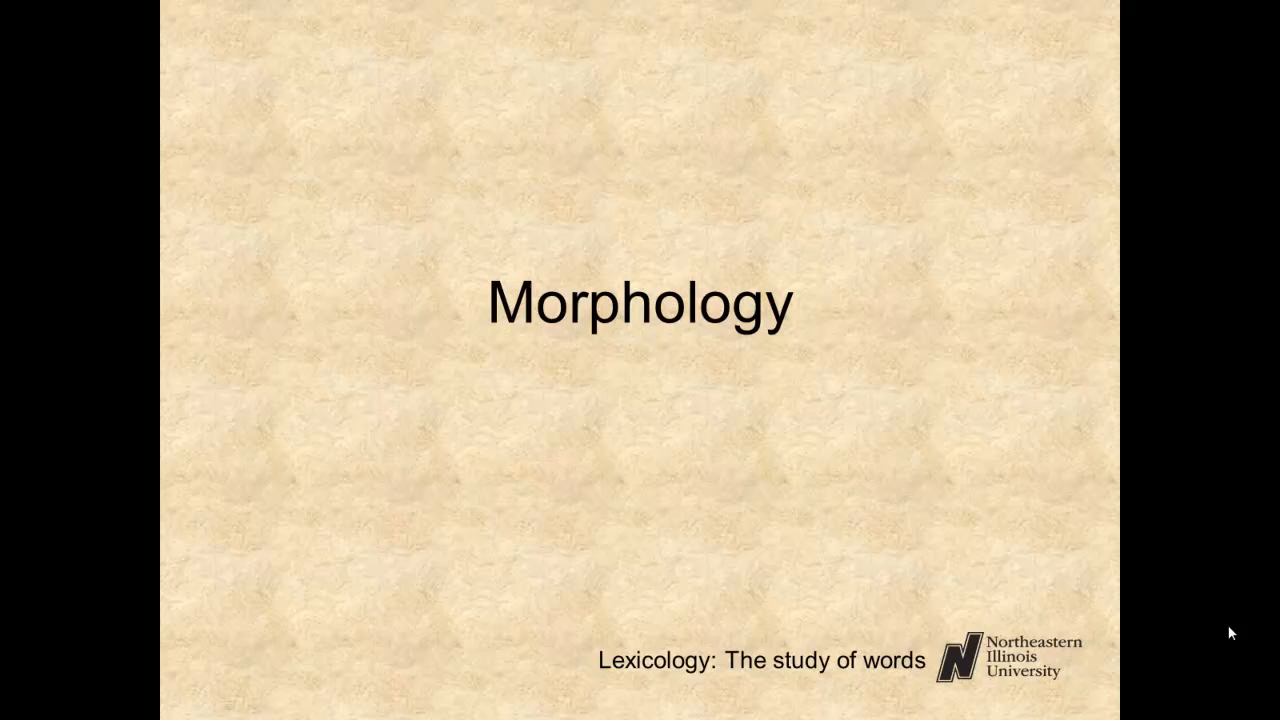 Morphology
Lexicology: The study of words
Northeastern
Illinois
University